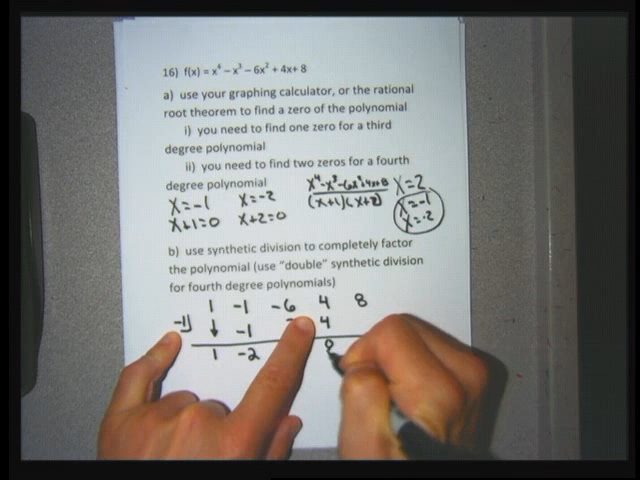 16) f(x) = x⁴ – x³ – 6x² + 4x+ 8
a) use your graphing calculator, or the rational
root theorem to find a zero of the polynomial
i) you need to find one zero for a third
degree polynomial
ii) you need to find two zeros for a fourth
degree polynomial
x⁴-x³-6x²+4x+8 x=2
x=-1 x=-2 (x+1)(x+2) x=-1
x+1=0 x+2=0 x=-2
b) use synthetic division to completely factor
the polynomial (use "double" synthetic division
for fourth degree polynomials)
1 -1 -6 4 8
-1 ↓ -1 4
1 -2 8